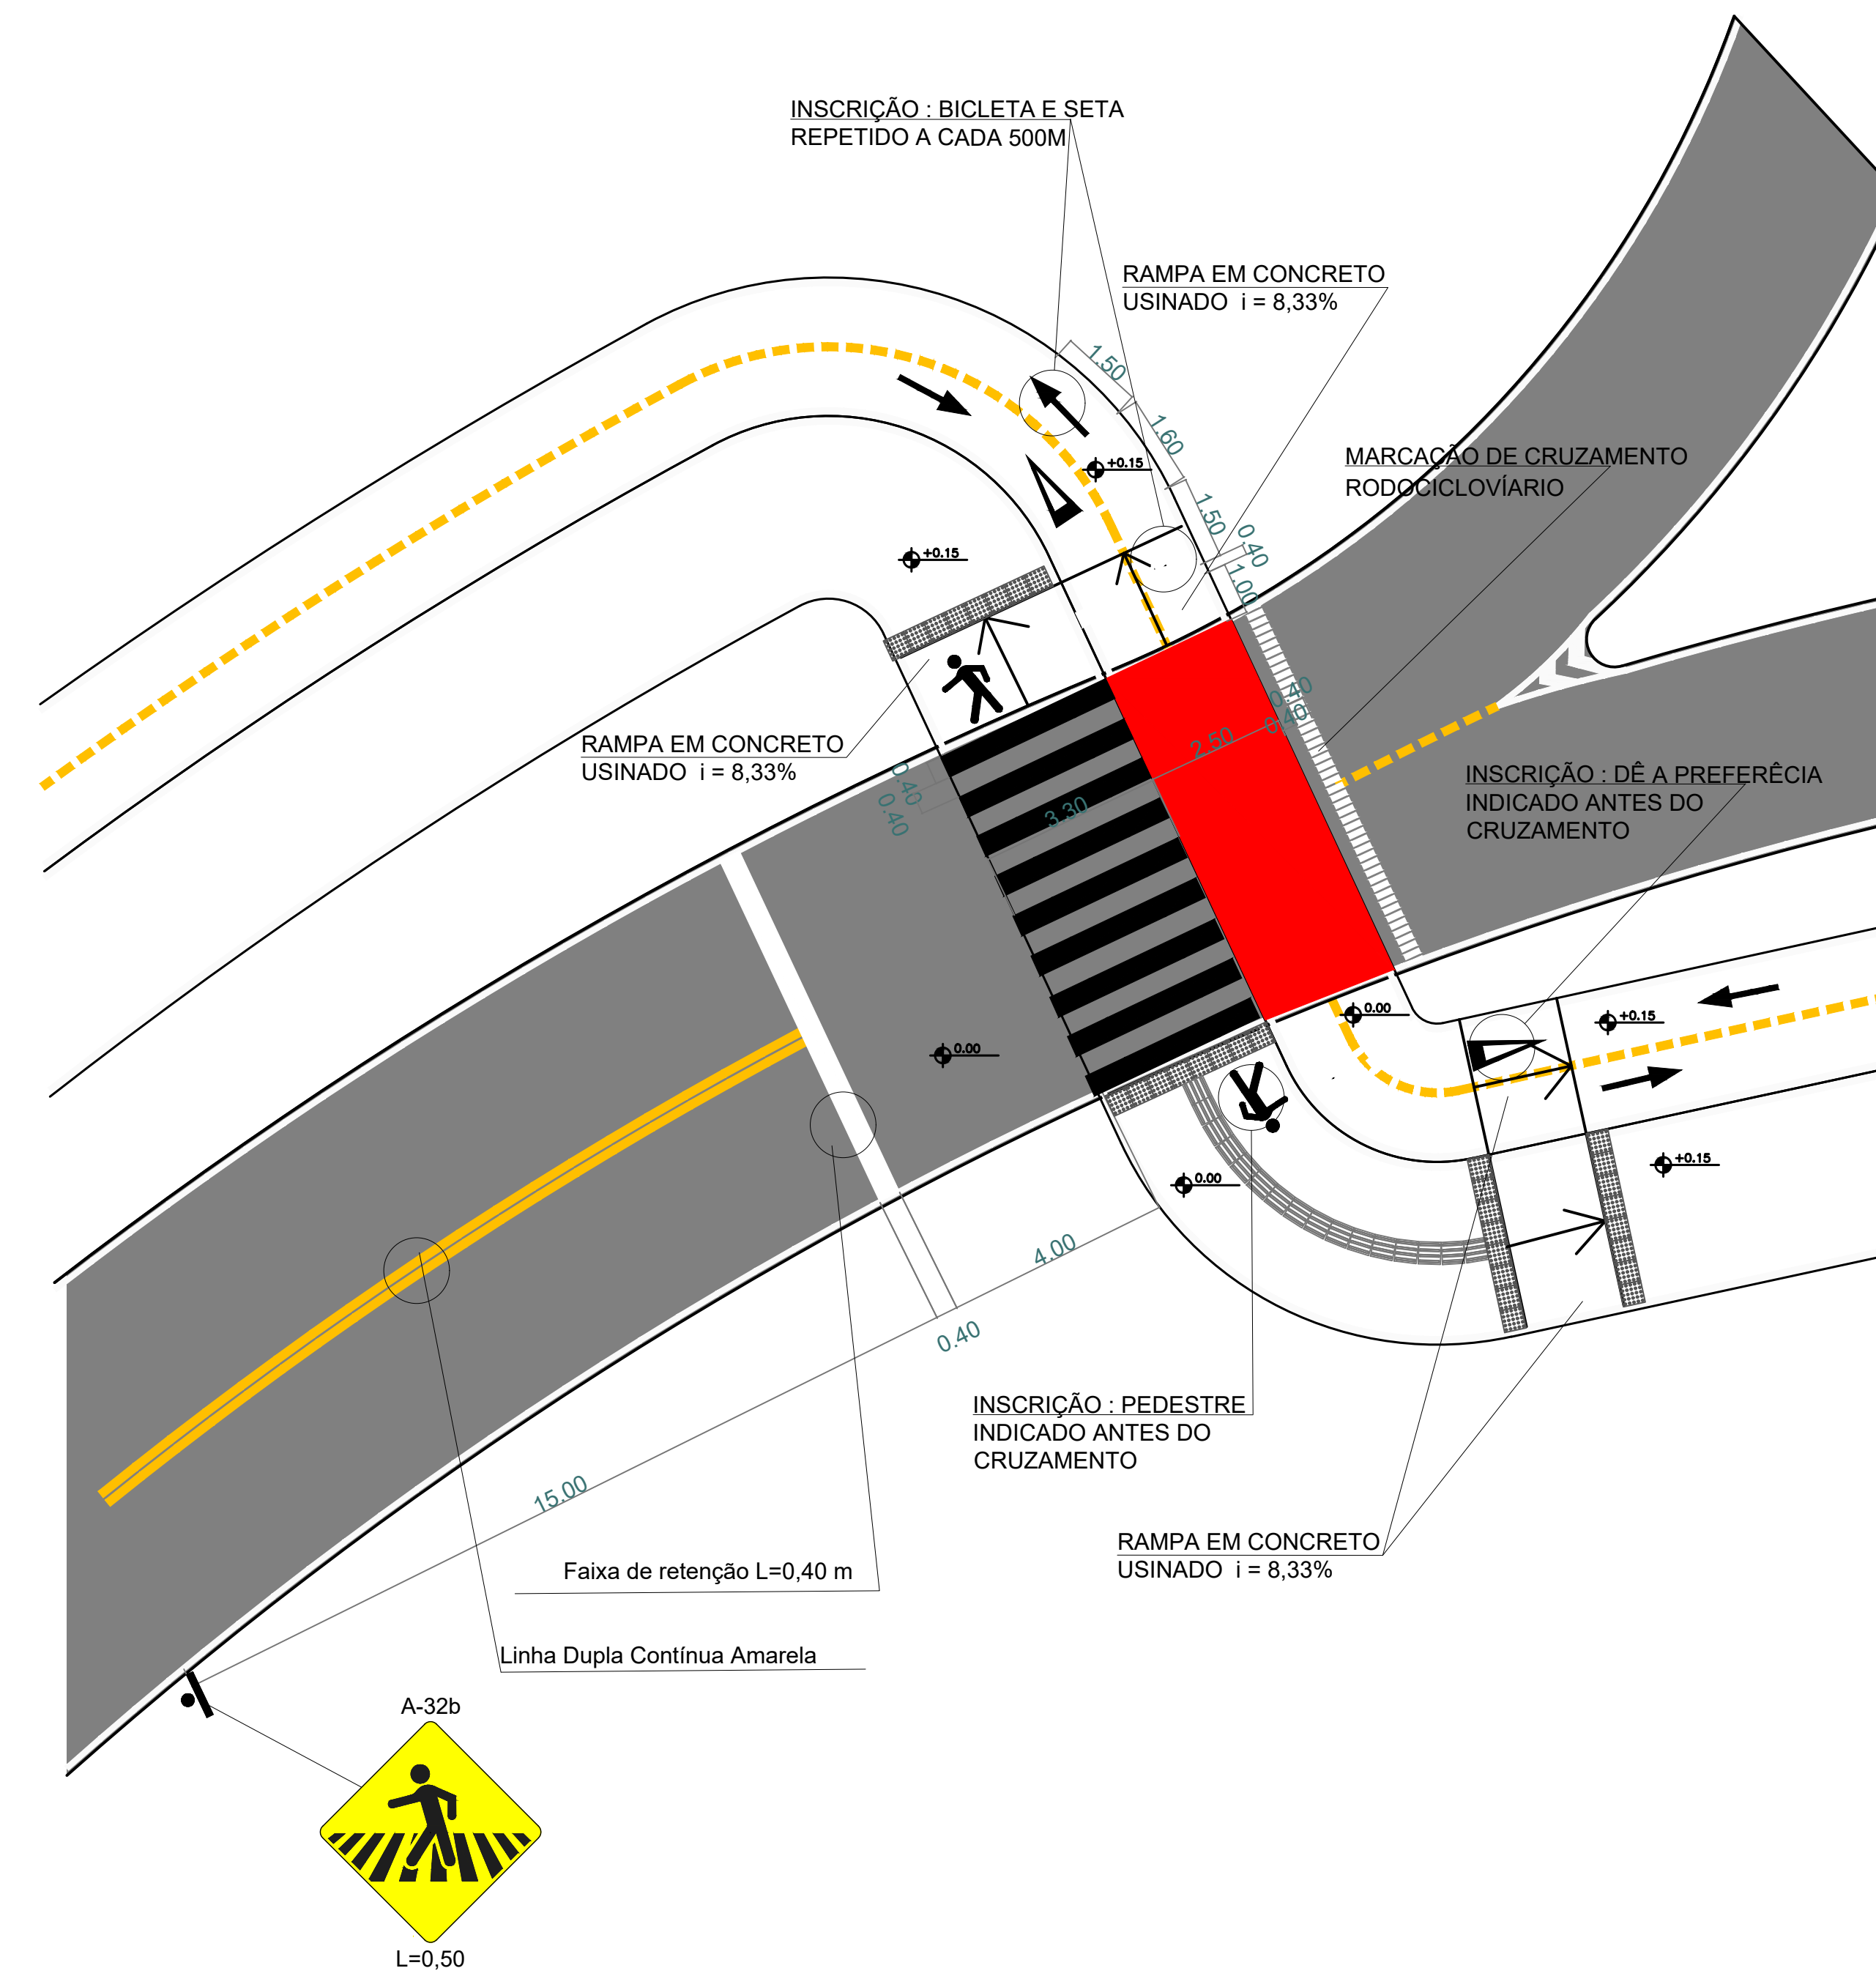 INSCRIÇÃO : BICLETA E SETA
REPETIDO A CADA 500M
RAMPA EM CONCRETO
USINADO i = 8,33%
1.50
1.60
+0.15
MARCAÇÃO DE CRUZAMENTO
RODOCICLOVÍARIO
1.50
0.40
1.00
+0.15
0.40
0.40
2.50
RAMPA EM CONCRETO
USINADO i = 8,33%
0.40
0.40
3.30
INSCRIÇÃO : DÊ A PREFERÊCIA
INDICADO ANTES DO
CRUZAMENTO
0.00
+0.15
0.00
+0.15
0.00
4.00
0.40
INSCRIÇÃO : PEDESTRE
INDICADO ANTES DO
CRUZAMENTO
15.00
RAMPA EM CONCRETO
USINADO i = 8,33%
Faixa de retenção L=0,40 m
Linha Dupla Contínua Amarela
A-32b
L=0,50